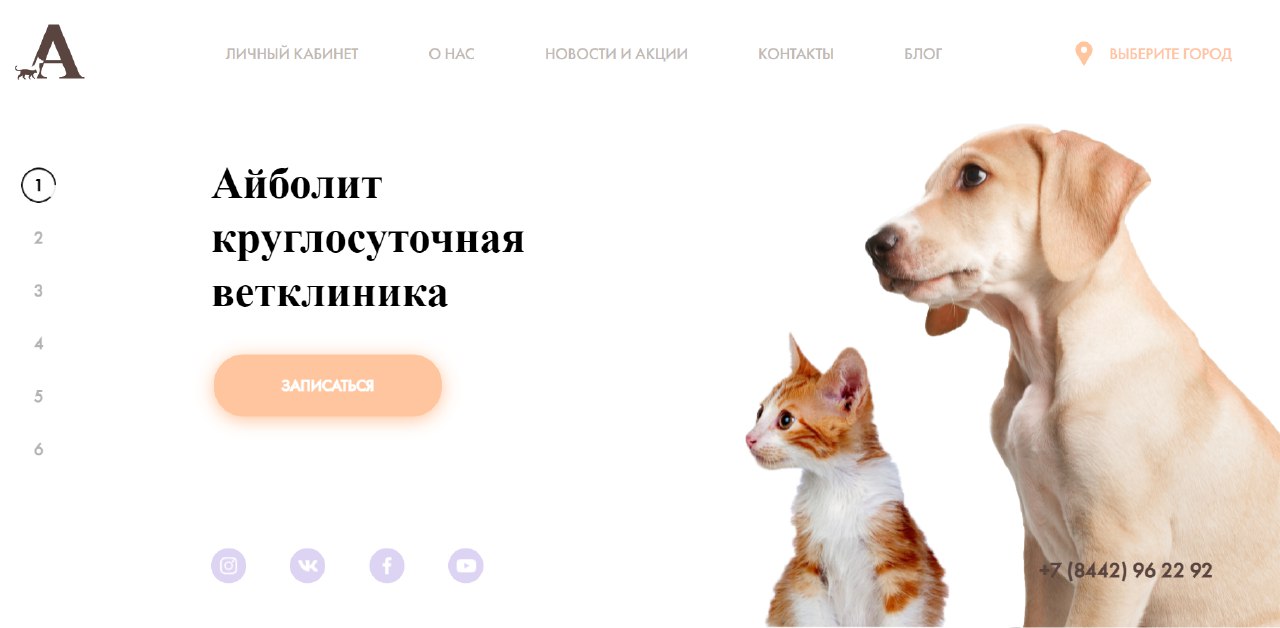 А
ЛИЧНЫЙ КАБИНЕТ
О НАС
НОВОСТИ И АКЦИИ
КОНТАКТЫ
БЛОГ
ВЫБЕРИТЕ ГОРОД
1
2
3
4
5
6
Айболит
круглосуточная
ветклиника
ЗАПИСАТЬСЯ
+7 (8442) 96 22 92